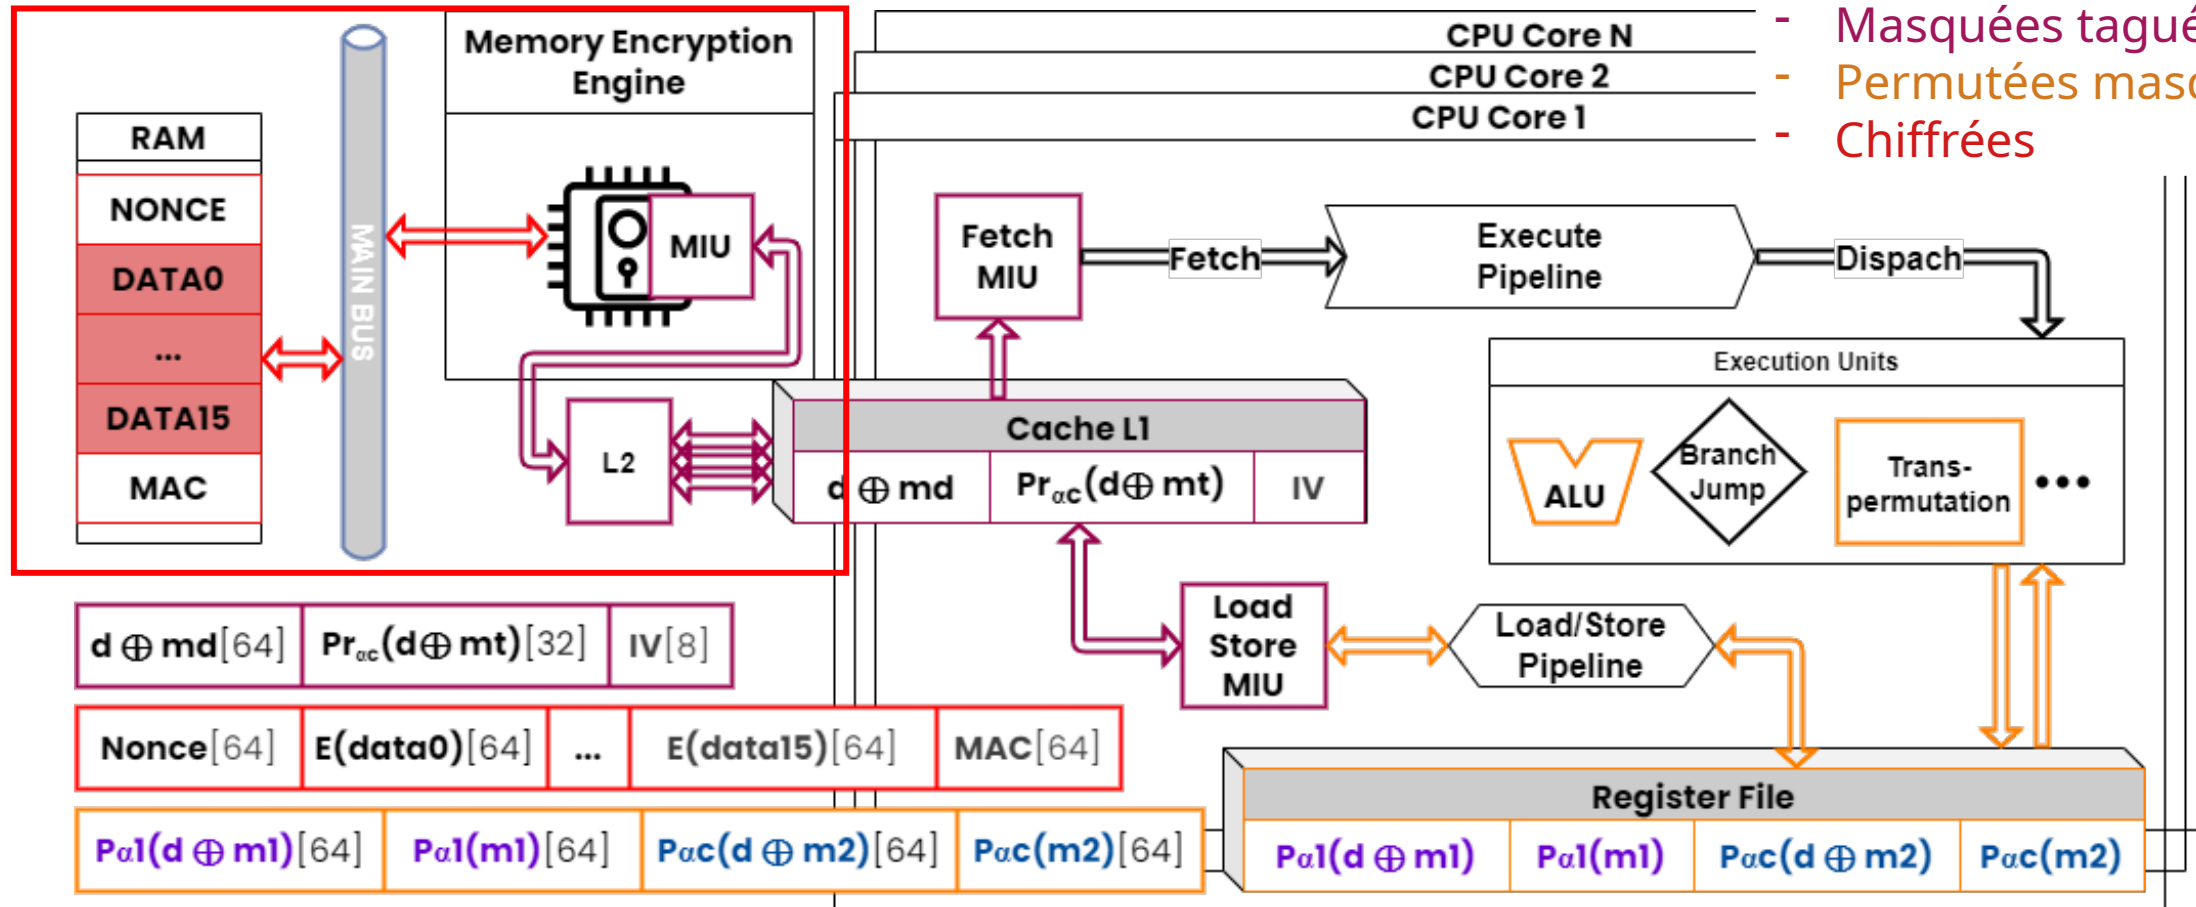 - Masquées
- Permutées
- Chiffrées
CPU Core N
CPU Core 2
CPU Core 1
Memory Encryption
Engine
RAM
NONCE
DATA0
...
DATA15
MAC
MAIN BUS
MIU
L2
Fetch
MIU
Fetch
Execute
Pipeline
Dispach
Execution Units
ALU
Branch
Jump
Trans-
permutation
...
Cache L1
d ⊕ md
Pr αc(d⊕ mt)
IV
Load
Store
MIU
Load/Store
Pipeline
d ⊕ md[64]
Pr αc(d⊕ mt)[32]
IV[8]
Nonce[64]
E(data0)[64]
...
E(data15)[64]
MAC[64]
Pα1(d ⊕ m1)[64]
Pα1(m1)[64]
Pαc(d ⊕ m2)[64]
Pαc(m2)[64]
Register File
Pα1(d ⊕ m1)
Pα1(m1)
Pαc(d ⊕ m2)
Pαc(m2)